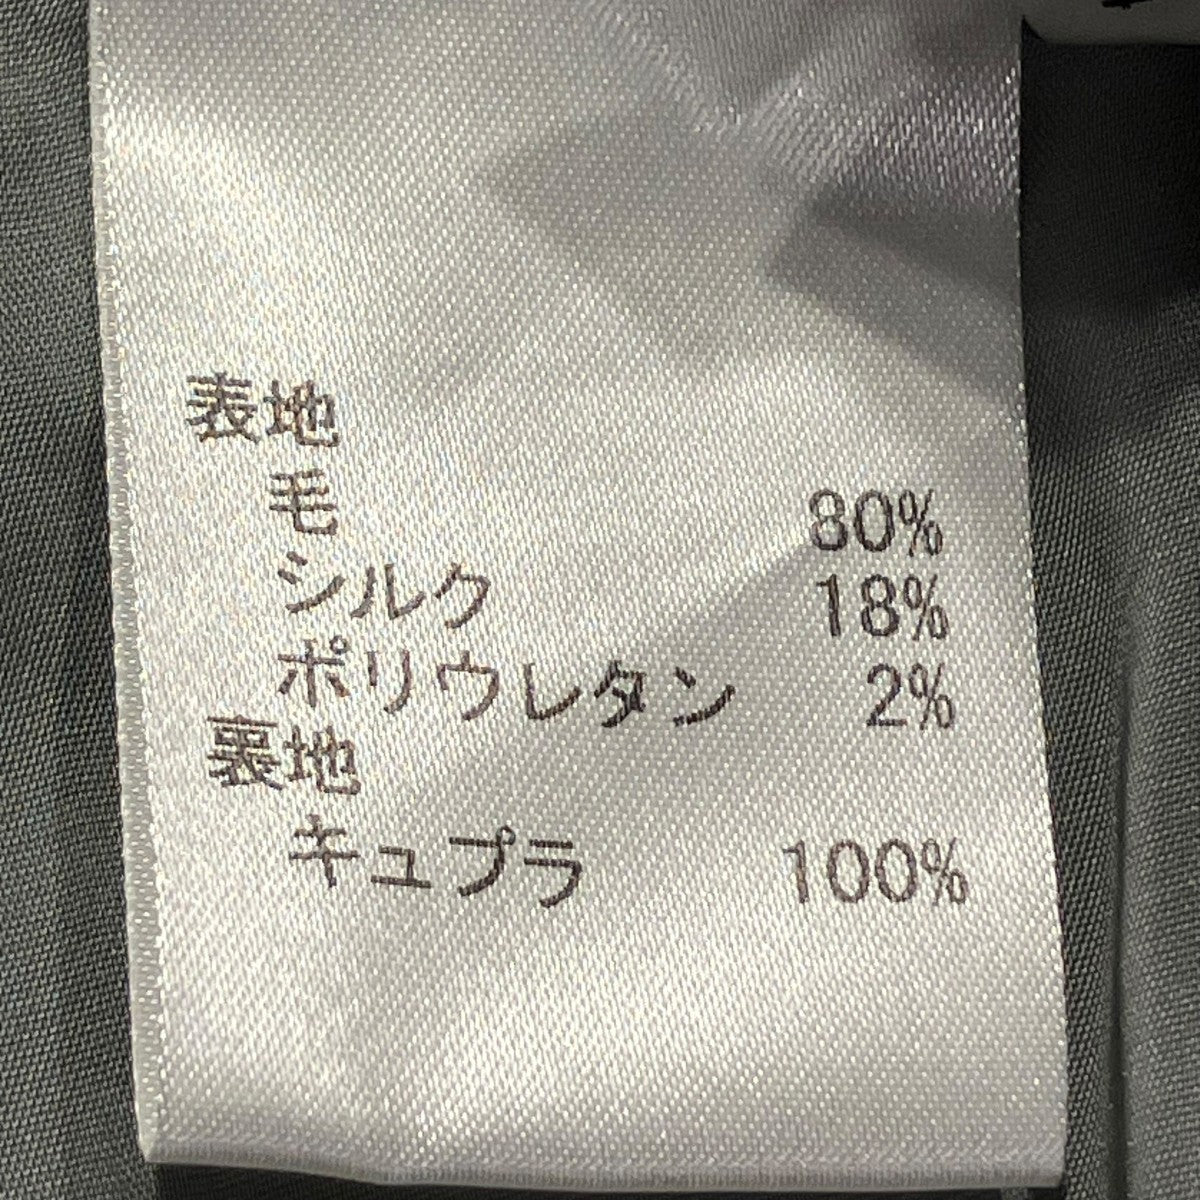 表地
毛 80%
シルク 18%
ポリウレタン 2%
裏地
キュプラ 100%